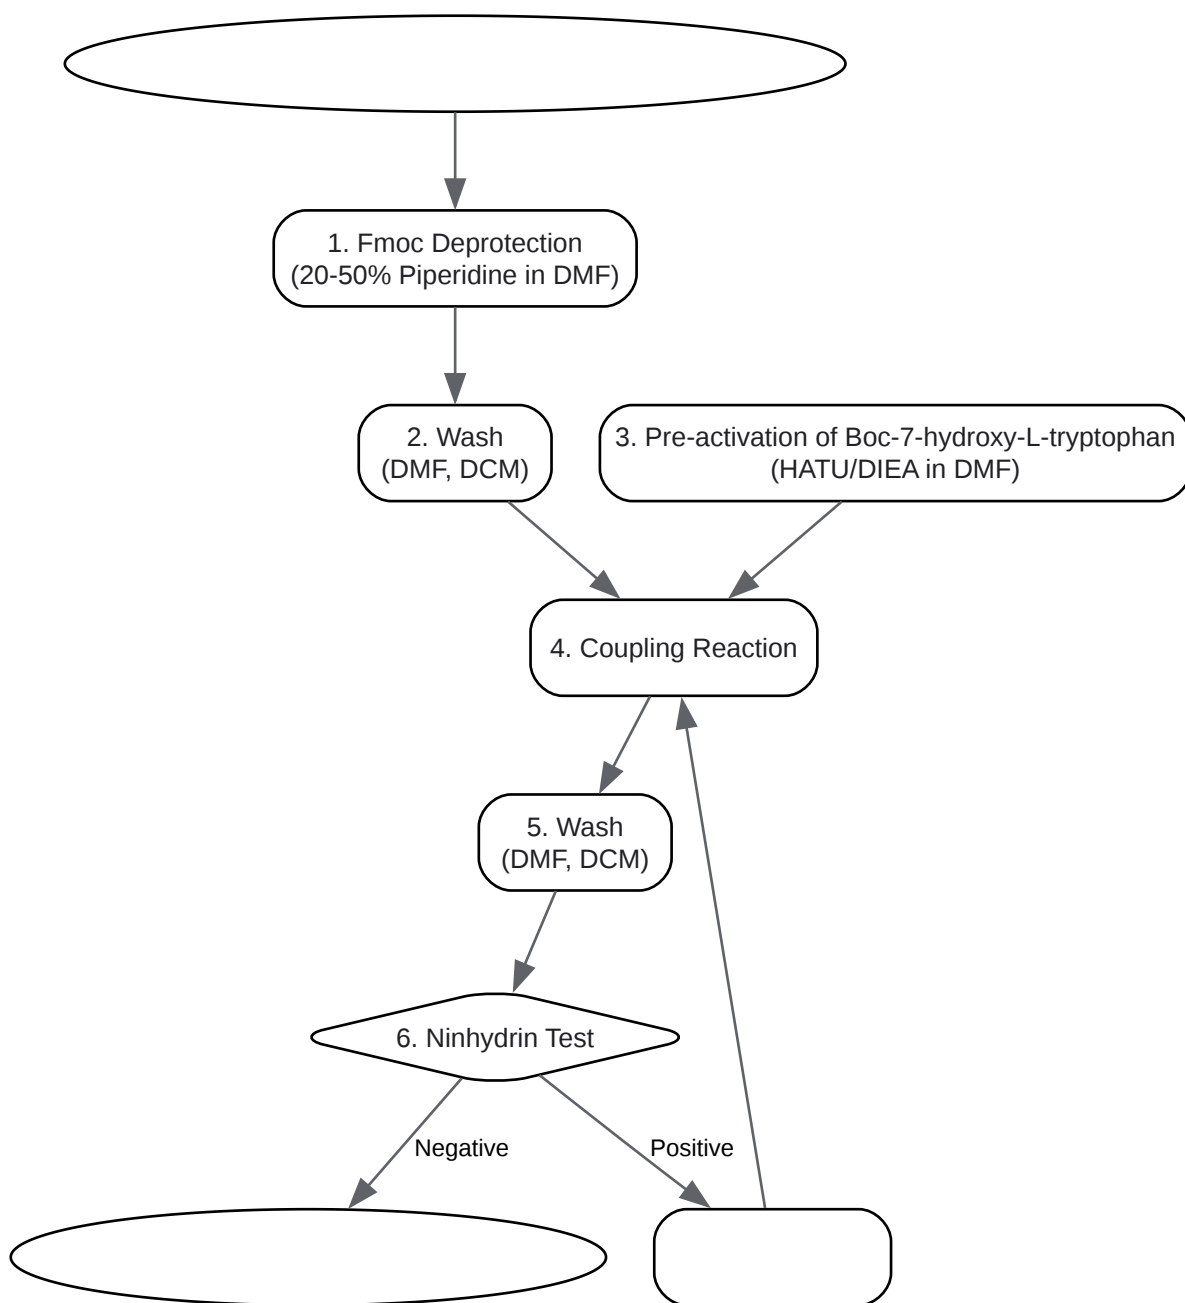 1. Fmoc Deprotection
(20-50% Piperidine in DMF)
2. Wash
(DMF, DCM)
3. Pre-activation of Boc-7-hydroxy-L-tryptophan
(HATU/DIEA in DMF)
4. Coupling Reaction
5. Wash
(DMF, DCM)
6. Ninhydrin Test
Negative
Positive